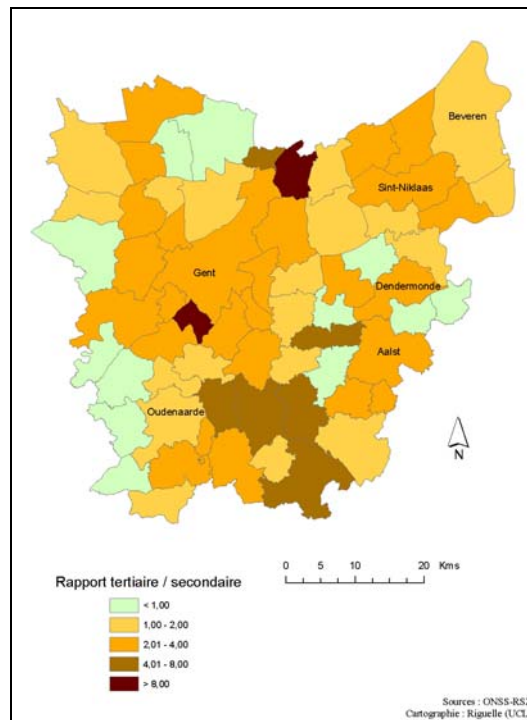 Beveren
Sint-Niklaas
Gent
Dendermonde
Aalst
Oudenaarde
N
0 5 10 15 20 Kms
Rapport tertiaire / secondaire
< 1,00
1,00 - 2,00
2,01 - 4,00
4,01 - 8,00
> 8,00
Sources : ONSS-RSZ
Cartographie : Riguelle (UCL